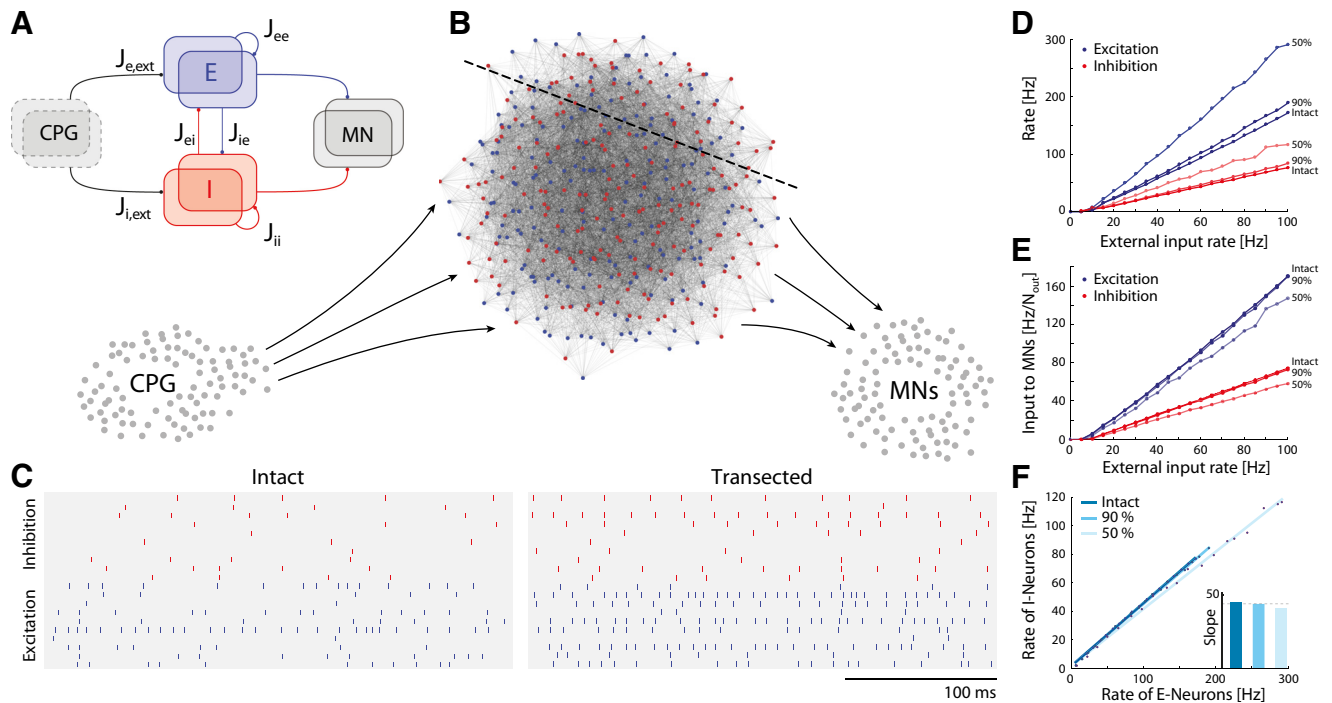 A
J_ee
J_e,ext
E
CPG
J_ei
J_ie
MN
I
J_i,ext
J_ii
B
CPG
MNs
C
Intact
Transected
Inhibition
Excitation
100 ms
D
300
200
100
0
Rate [Hz]
Excitation
Inhibition
50%
90%
Intact
50%
90%
Intact
0 20 40 60 80 100
External input rate [Hz]
E
160
120
80
40
0
Input to MNs [Hz/N_out]
Excitation
Inhibition
Intact
90%
50%
Intact
90%
50%
0 20 40 60 80 100
External input rate [Hz]
F
120
100
80
60
40
20
0
Rate of I-Neurons [Hz]
Intact
90 %
50 %
50
Slope
0 100 200 300
Rate of E-Neurons [Hz]